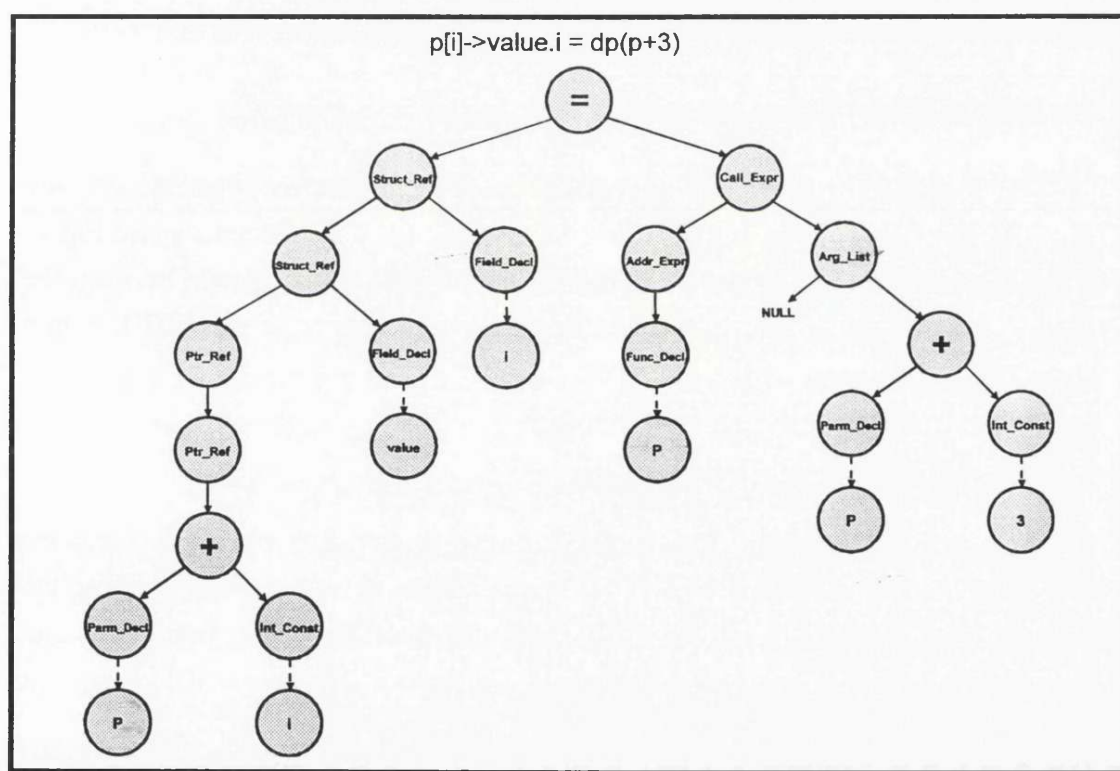 p[i]->value.i = dp(p+3)
=
Struct_Ref Call_Expr
Struct_Ref Field_Decl Addr_Expr Arg_List
NULL
Ptr_Ref Field_Decl i Func_Decl +
Ptr_Ref value P Parm_Decl Int_Const
+ P 3
Parm_Decl Int_Const
P i